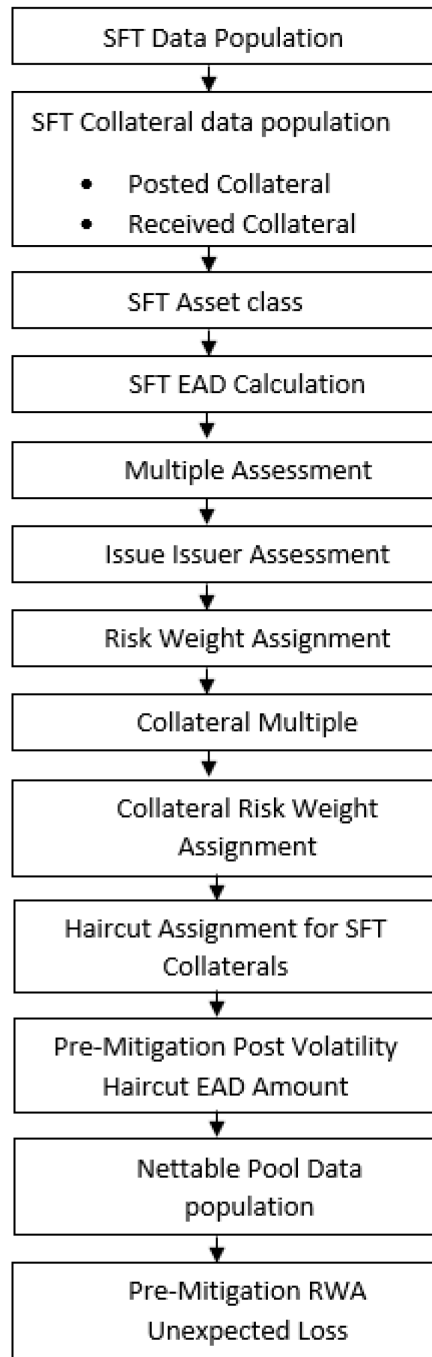 SFT Data Population
SFT Collateral data population
• Posted Collateral
• Received Collateral
SFT Asset class
SFT EAD Calculation
Multiple Assessment
Issue Issuer Assessment
Risk Weight Assignment
Collateral Multiple
Collateral Risk Weight
Assignment
Haircut Assignment for SFT
Collaterals
Pre-Mitigation Post Volatility
Haircut EAD Amount
Nettable Pool Data
population
Pre-Mitigation RWA
Unexpected Loss